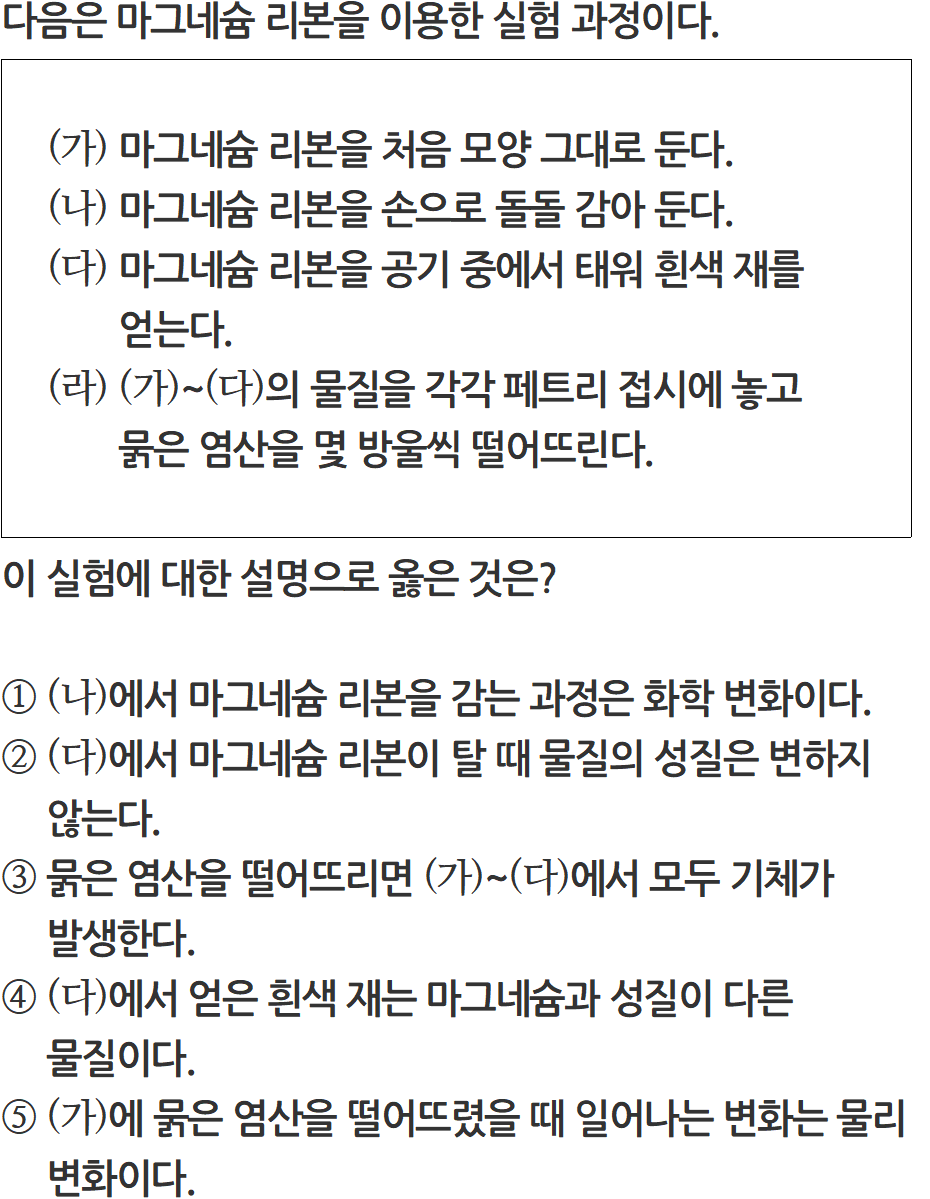 다음은 마그네슘 리본을 이용한 실험 과정이다.
(가) 마그네슘 리본을 처음 모양 그대로 둔다.
(나) 마그네슘 리본을 손으로 돌돌 감아 둔다.
(다) 마그네슘 리본을 공기 중에서 태워 흰색 재를
얻는다.
(라) (가)~(다)의 물질을 각각 페트리 접시에 놓고
묽은 염산을 몇 방울씩 떨어뜨린다.
이 실험에 대한 설명으로 옳은 것은?
① (나)에서 마그네슘 리본을 감는 과정은 화학 변화이다.
② (다)에서 마그네슘 리본이 탈 때 물질의 성질은 변하지
않는다.
③ 묽은 염산을 떨어뜨리면 (가)~(다)에서 모두 기체가
발생한다.
④ (다)에서 얻은 흰색 재는 마그네슘과 성질이 다른
물질이다.
⑤ (가)에 묽은 염산을 떨어뜨렸을 때 일어나는 변화는 물리
변화이다.